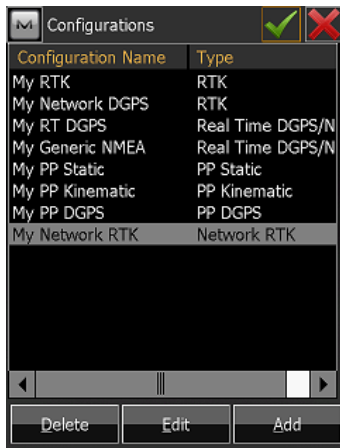 Configurations
Configuration Name Type
My RTK RTK
My Network DGPS RTK
My RT DGPS Real Time DGPS/N
My Generic NMEA Real Time DGPS/N
My PP Static PP Static
My PP Kinematic PP Kinematic
My PP DGPS PP DGPS
My Network RTK Network RTK
Delete Edit Add